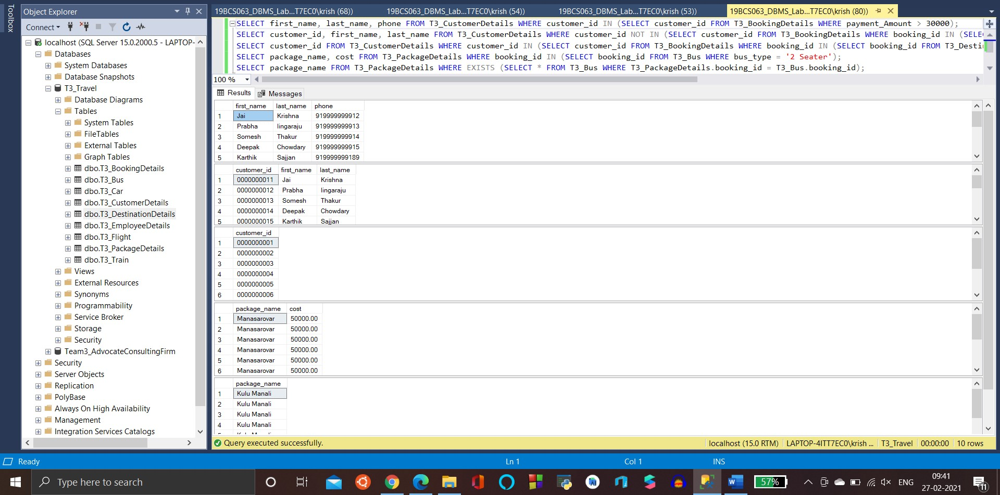 Toolbox
Object Explorer
Connect
localhost (SQL Server 15.0.2000.5 - LAPTOP-
Databases
System Databases
Database Snapshots
T3_Travel
Database Diagrams
Tables
System Tables
FileTables
External Tables
Graph Tables
dbo.T3_BookingDetails
dbo.T3_Bus
dbo.T3_Car
dbo.T3_CustomerDetails
dbo.T3_DestinationDetails
dbo.T3_EmployeeDetails
dbo.T3_Flight
dbo.T3_PackageDetails
dbo.T3_Train
Views
External Resources
Synonyms
Programmability
Service Broker
Storage
Security
Team3_AdvocateConsultingFirm
Security
Server Objects
Replication
PolyBase
Always On High Availability
Management
Integration Services Catalogs
19BCS063_DBMS_Lab...T7EC0\krish (68)) 19BCS063_DBMS_Lab...T7EC0\krish (54)) 19BCS063_DBMS_Lab...T7EC0\krish (53)) 19BCS063_DBMS_Lab...T7EC0\krish (80))
SELECT first_name, last_name, phone FROM T3_CustomerDetails WHERE customer_id IN (SELECT customer_id FROM T3_BookingDetails WHERE payment_Amount > 30000);
SELECT customer_id, first_name, last_name FROM T3_CustomerDetails WHERE customer_id NOT IN (SELECT customer_id FROM T3_BookingDetails WHERE booking_id IN (SELE
SELECT customer_id FROM T3_CustomerDetails WHERE customer_id IN (SELECT customer_id FROM T3_BookingDetails WHERE booking_id IN (SELECT booking_id FROM T3_Desti
SELECT package_name, cost FROM T3_PackageDetails WHERE booking_id IN (SELECT booking_id FROM T3_Bus WHERE bus_type = '2 Seater');
SELECT package_name FROM T3_PackageDetails WHERE EXISTS (SELECT * FROM T3_Bus WHERE T3_PackageDetails.booking_id = T3_Bus.booking_id);
100 %
Results Messages
first_name last_name phone
1 Jai Krishna 919999999912
2 Prabha lingaraju 919999999913
3 Somesh Thakur 919999999914
4 Deepak Chowdary 919999999915
5 Karthik Sajjan 919999999189
customer_id first_name last_name
1 0000000011 Jai Krishna
2 0000000012 Prabha lingaraju
3 0000000013 Somesh Thakur
4 0000000014 Deepak Chowdary
5 0000000015 Karthik Sajjan
customer_id
1 0000000001
2 0000000002
3 0000000003
4 0000000004
5 0000000005
6 0000000006
package_name cost
1 Manasarovar 50000.00
2 Manasarovar 50000.00
3 Manasarovar 50000.00
4 Manasarovar 50000.00
5 Manasarovar 50000.00
6 Manasarovar 50000.00
package_name
1 Kulu Manali
2 Kulu Manali
3 Kulu Manali
4 Kulu Manali
Query executed successfully. localhost (15.0 RTM) LAPTOP-4ITT7EC0\krish ... T3_Travel 00:00:00 10 rows
Ready Ln 1 Col 1 INS
Type here to search
57% ENG 09:41
27-02-2021
11